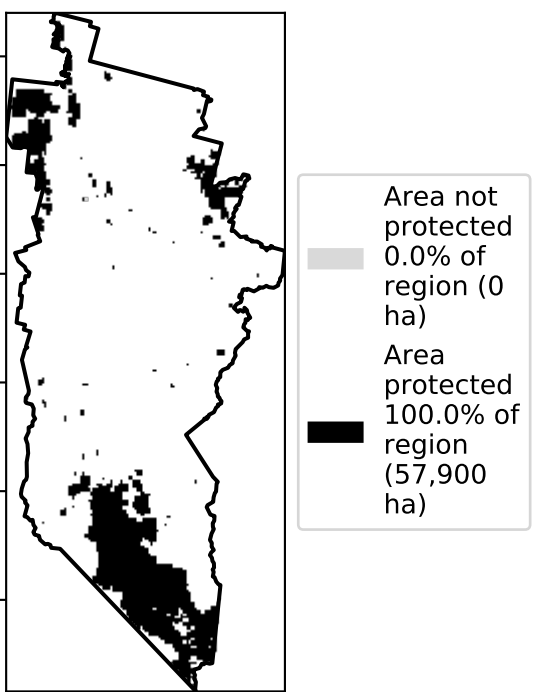 Area not
protected
0.0% of
region (0
ha)
Area
protected
100.0% of
region
(57,900
ha)